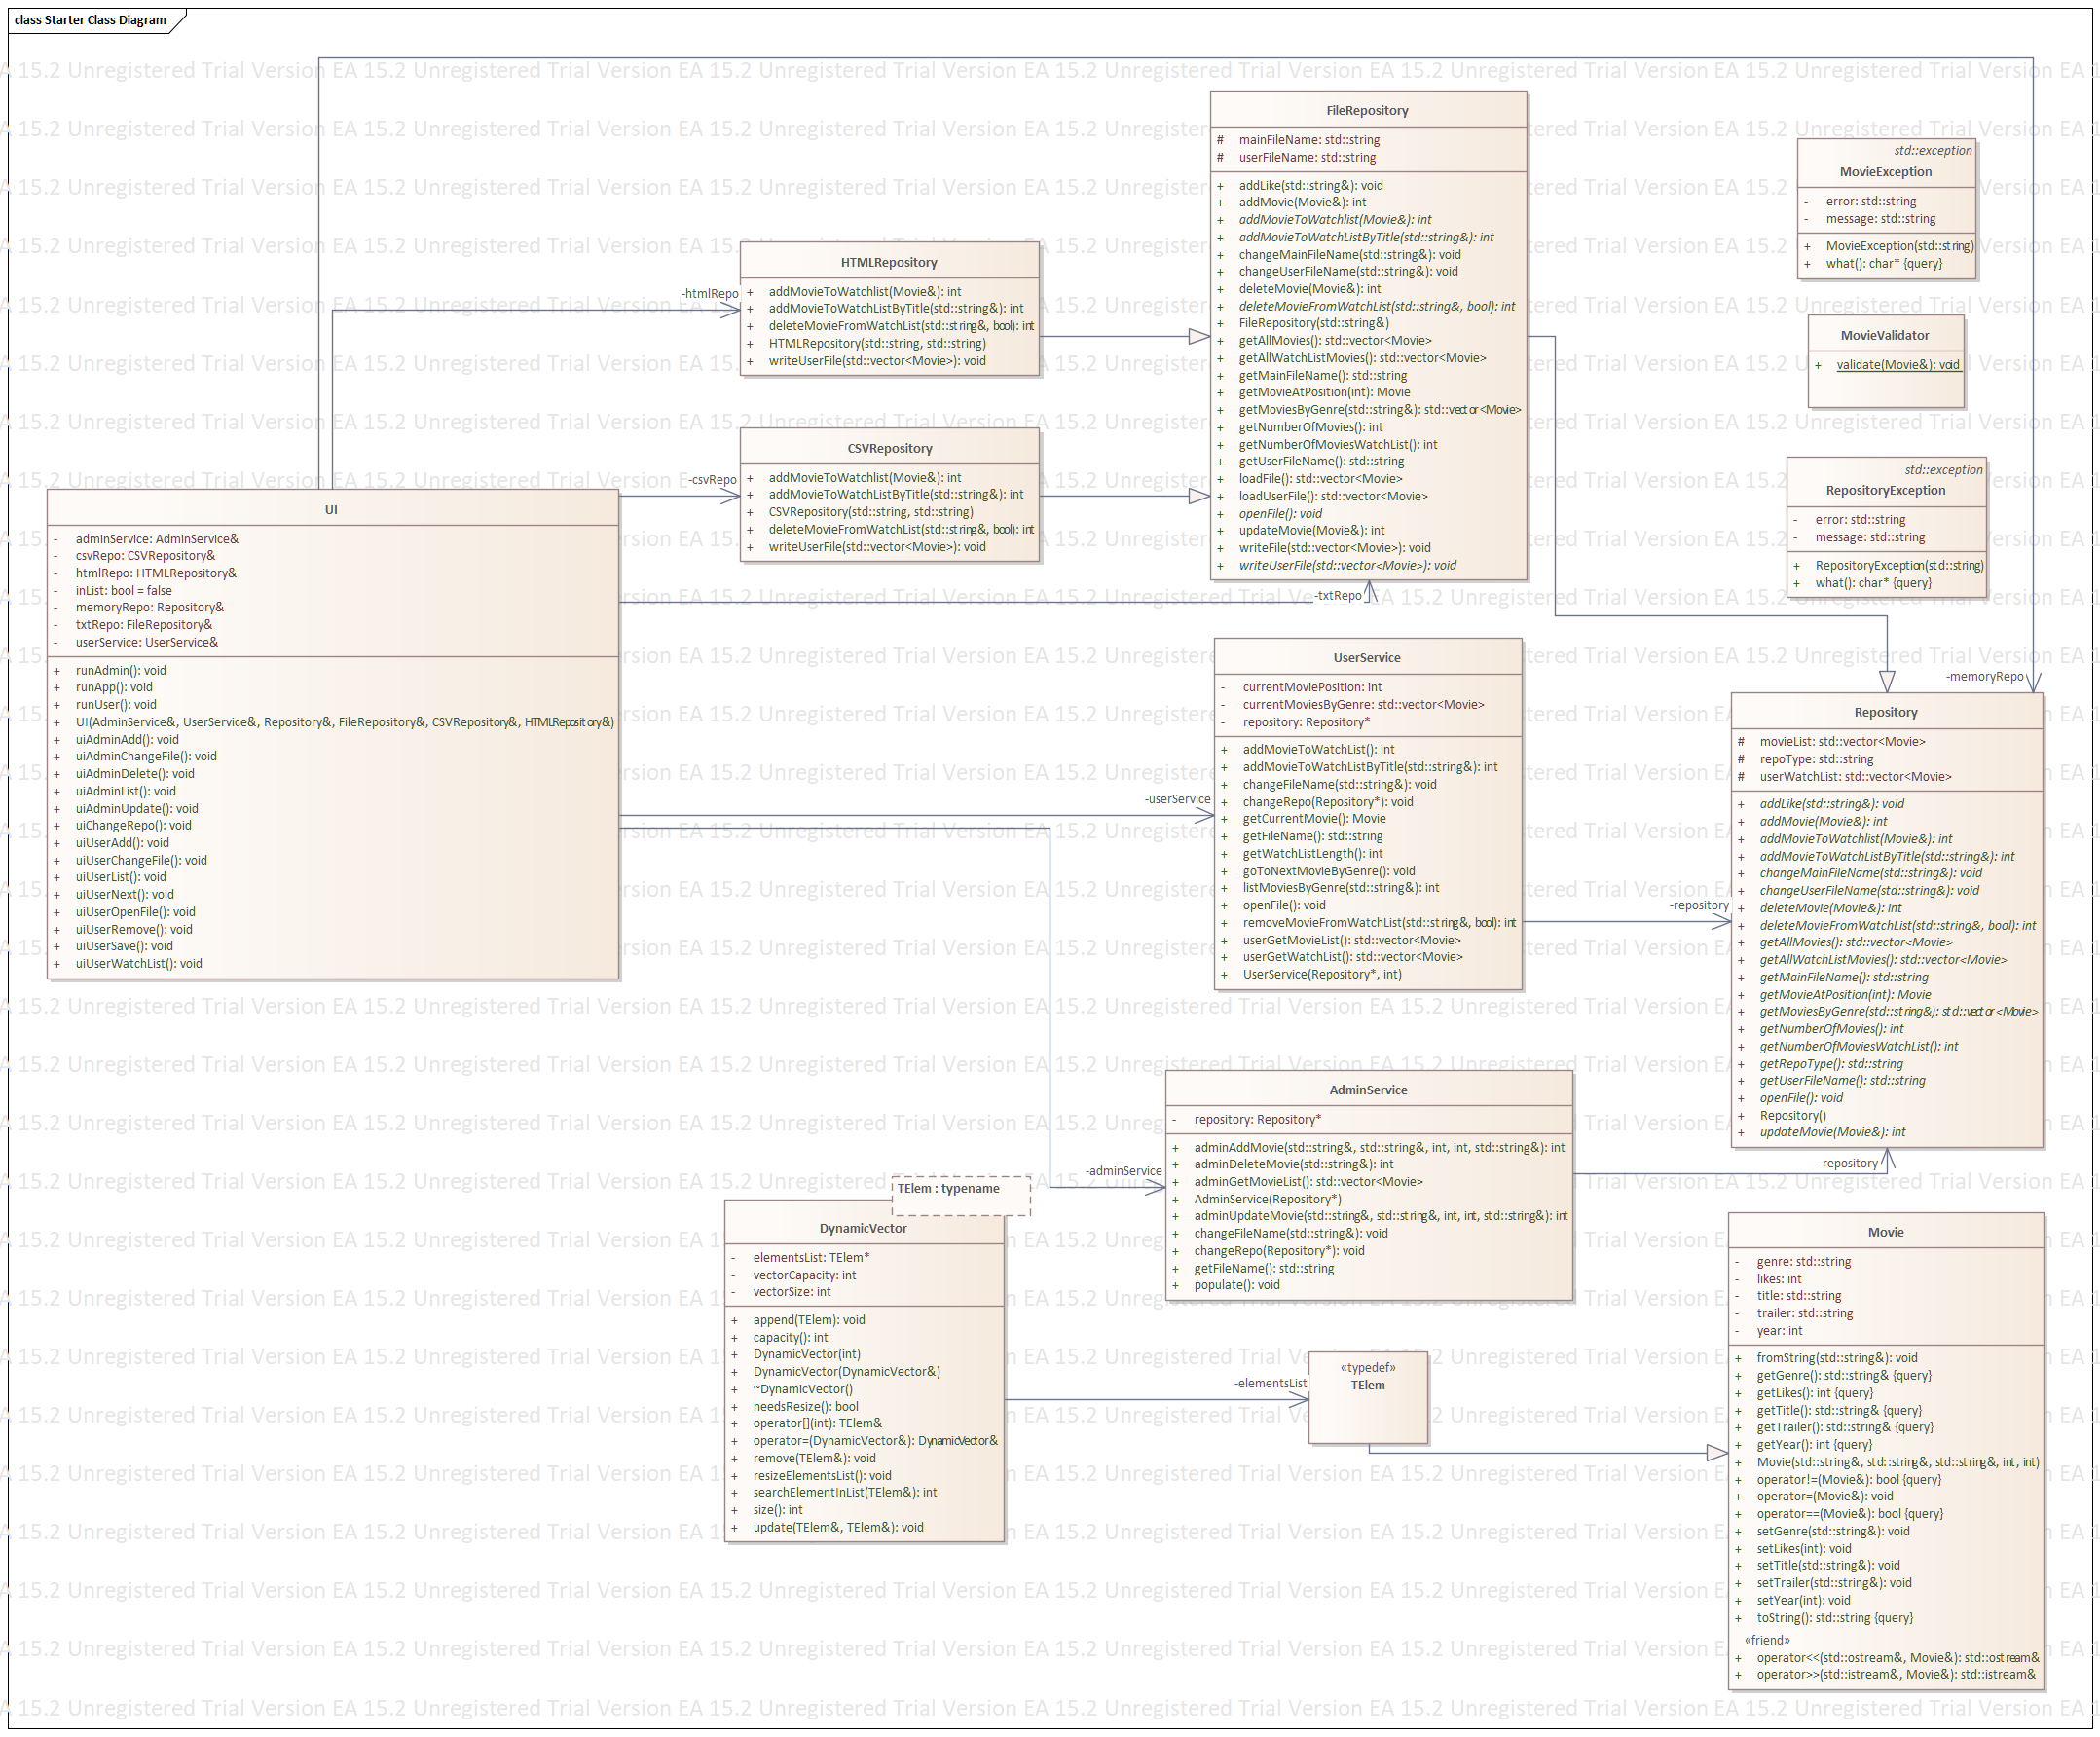 class Starter Class Diagram
EA 15.2 Unregistered Trial Version
FileRepository
# mainFileName: std::string
# userFileName: std::string
+ addLike(std::string&): void
+ addMovie(Movie&): int
+ addMovieToWatchlist(Movie&): int
+ addMovieToWatchListByTitle(std::string&): int
+ changeMainFileName(std::string&): void
+ changeUserFileName(std::string&): void
+ deleteMovie(Movie&): int
+ deleteMovieFromWatchList(std::string&, bool): int
+ FileRepository(std::string&)
+ getAllMovies(): std::vector<Movie>
+ getAllWatchListMovies(): std::vector<Movie>
+ getMainFileName(): std::string
+ getMovieAtPosition(int): Movie
+ getMoviesByGenre(std::string&): std::vector<Movie>
+ getNumberOfMovies(): int
+ getNumberOfMoviesWatchList(): int
+ getUserFileName(): std::string
+ loadFile(): std::vector<Movie>
+ loadUserFile(): std::vector<Movie>
+ openFile(): void
+ updateMovie(Movie&): int
+ writeFile(std::vector<Movie>): void
+ writeUserFile(std::vector<Movie>): void
std::exception
MovieException
- error: std::string
- message: std::string
+ MovieException(std::string)
+ what(): char* {query}
-htmlRepo
HTMLRepository
+ addMovieToWatchlist(Movie&): int
+ addMovieToWatchListByTitle(std::string&): int
+ deleteMovieFromWatchList(std::string&, bool): int
+ HTMLRepository(std::string, std::string)
+ writeUserFile(std::vector<Movie>): void
MovieValidator
+ validate(Movie&): void
-csvRepo
CSVRepository
+ addMovieToWatchlist(Movie&): int
+ addMovieToWatchListByTitle(std::string&): int
+ CSVRepository(std::string, std::string)
+ deleteMovieFromWatchList(std::string&, bool): int
+ writeUserFile(std::vector<Movie>): void
std::exception
RepositoryException
- error: std::string
- message: std::string
+ RepositoryException(std::string)
+ what(): char* {query}
UI
- adminService: AdminService&
- csvRepo: CSVRepository&
- htmlRepo: HTMLRepository&
- inList: bool = false
- memoryRepo: Repository&
- txtRepo: FileRepository&
- userService: UserService&
+ runAdmin(): void
+ runApp(): void
+ runUser(): void
+ UI(AdminService&, UserService&, Repository&, FileRepository&, CSVRepository&, HTMLRepository&)
+ uiAdminAdd(): void
+ uiAdminChangeFile(): void
+ uiAdminDelete(): void
+ uiAdminList(): void
+ uiAdminUpdate(): void
+ uiChangeRepo(): void
+ uiUserAdd(): void
+ uiUserChangeFile(): void
+ uiUserList(): void
+ uiUserNext(): void
+ uiUserOpenFile(): void
+ uiUserRemove(): void
+ uiUserSave(): void
+ uiUserWatchList(): void
-txtRepo
-userService
UserService
- currentMoviePosition: int
- currentMoviesByGenre: std::vector<Movie>
- repository: Repository*
+ addMovieToWatchList(): int
+ addMovieToWatchListByTitle(std::string&): int
+ changeFileName(std::string&): void
+ changeRepo(Repository*): void
+ getCurrentMovie(): Movie
+ getFileName(): std::string
+ getWatchListLength(): int
+ goToNextMovieByGenre(): void
+ listMoviesByGenre(std::string&): int
+ openFile(): void
+ removeMovieFromWatchList(std::string&, bool): int
+ userGetMovieList(): std::vector<Movie>
+ userGetWatchList(): std::vector<Movie>
+ UserService(Repository*, int)
-memoryRepo
-repository
Repository
# movieList: std::vector<Movie>
# repoType: std::string
# userWatchList: std::vector<Movie>
+ addLike(std::string&): void
+ addMovie(Movie&): int
+ addMovieToWatchlist(Movie&): int
+ addMovieToWatchListByTitle(std::string&): int
+ changeMainFileName(std::string&): void
+ changeUserFileName(std::string&): void
+ deleteMovie(Movie&): int
+ deleteMovieFromWatchList(std::string&, bool): int
+ getAllMovies(): std::vector<Movie>
+ getAllWatchListMovies(): std::vector<Movie>
+ getMainFileName(): std::string
+ getMovieAtPosition(int): Movie
+ getMoviesByGenre(std::string&): std::vector<Movie>
+ getNumberOfMovies(): int
+ getNumberOfMoviesWatchList(): int
+ getRepoType(): std::string
+ getUserFileName(): std::string
+ openFile(): void
+ Repository()
+ updateMovie(Movie&): int
-adminService
AdminService
- repository: Repository*
+ adminAddMovie(std::string&, std::string&, int, int, std::string&): int
+ adminDeleteMovie(std::string&): int
+ adminGetMovieList(): std::vector<Movie>
+ AdminService(Repository*)
+ adminUpdateMovie(std::string&, std::string&, int, int, std::string&): int
+ changeFileName(std::string&): void
+ changeRepo(Repository*): void
+ getFileName(): std::string
+ populate(): void
-repository
TElem : typename
DynamicVector
- elementsList: TElem*
- vectorCapacity: int
- vectorSize: int
+ append(TElem): void
+ capacity(): int
+ DynamicVector(int)
+ DynamicVector(DynamicVector&)
+ ~DynamicVector()
+ needsResize(): bool
+ operator[](int): TElem&
+ operator=(DynamicVector&): DynamicVector&
+ remove(TElem&): void
+ resizeElementsList(): void
+ searchElementInList(TElem&): int
+ size(): int
+ update(TElem&, TElem&): void
-elementsList
«typedef»
TElem
Movie
- genre: std::string
- likes: int
- title: std::string
- trailer: std::string
- year: int
+ fromString(std::string&): void
+ getGenre(): std::string& {query}
+ getLikes(): int {query}
+ getTitle(): std::string& {query}
+ getTrailer(): std::string& {query}
+ getYear(): int {query}
+ Movie(std::string&, std::string&, std::string&, int, int)
+ operator!=(Movie&): bool {query}
+ operator=(Movie&): void
+ operator==(Movie&): bool {query}
+ setGenre(std::string&): void
+ setLikes(int): void
+ setTitle(std::string&): void
+ setTrailer(std::string&): void
+ setYear(int): void
+ toString(): std::string {query}
«friend»
+ operator<<(std::ostream&, Movie&): std::ostream&
+ operator>>(std::istream&, Movie&): std::istream&